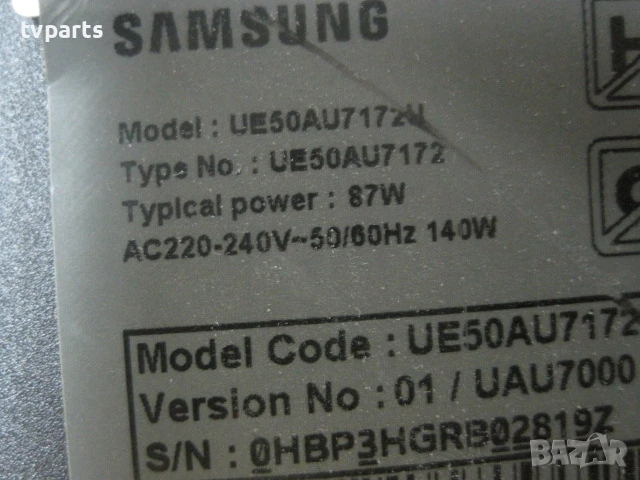 tvparts
SAMSUNG
Model : UE50AU7172U
Type No. : UE50AU7172
Typical power : 87W
AC220-240V~50/60Hz 140W
Model Code : UE50AU7172
Version No : 01 / UAU7000
S/N : 0HBP3HGRB02819Z
BAZAR